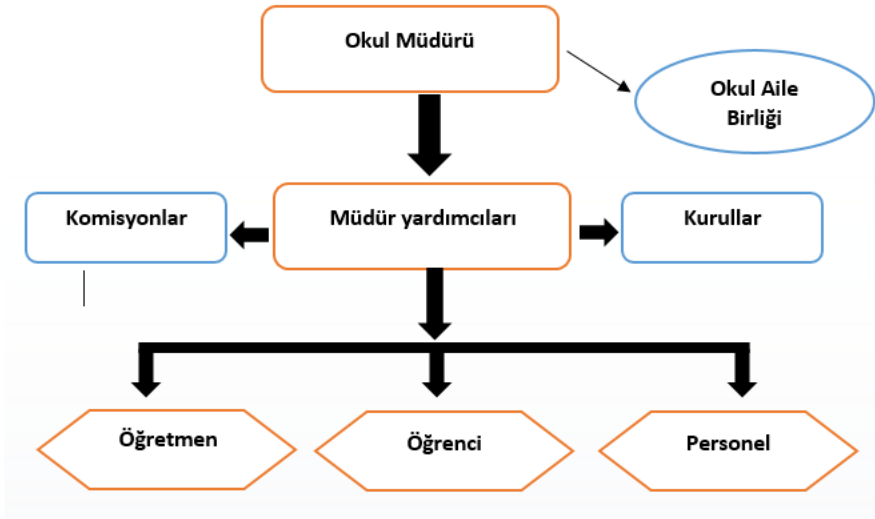 Okul Müdürü
Okul Aile
Birliği
Komisyonlar
Müdür yardımcıları
Kurullar
Öğretmen
Öğrenci
Personel